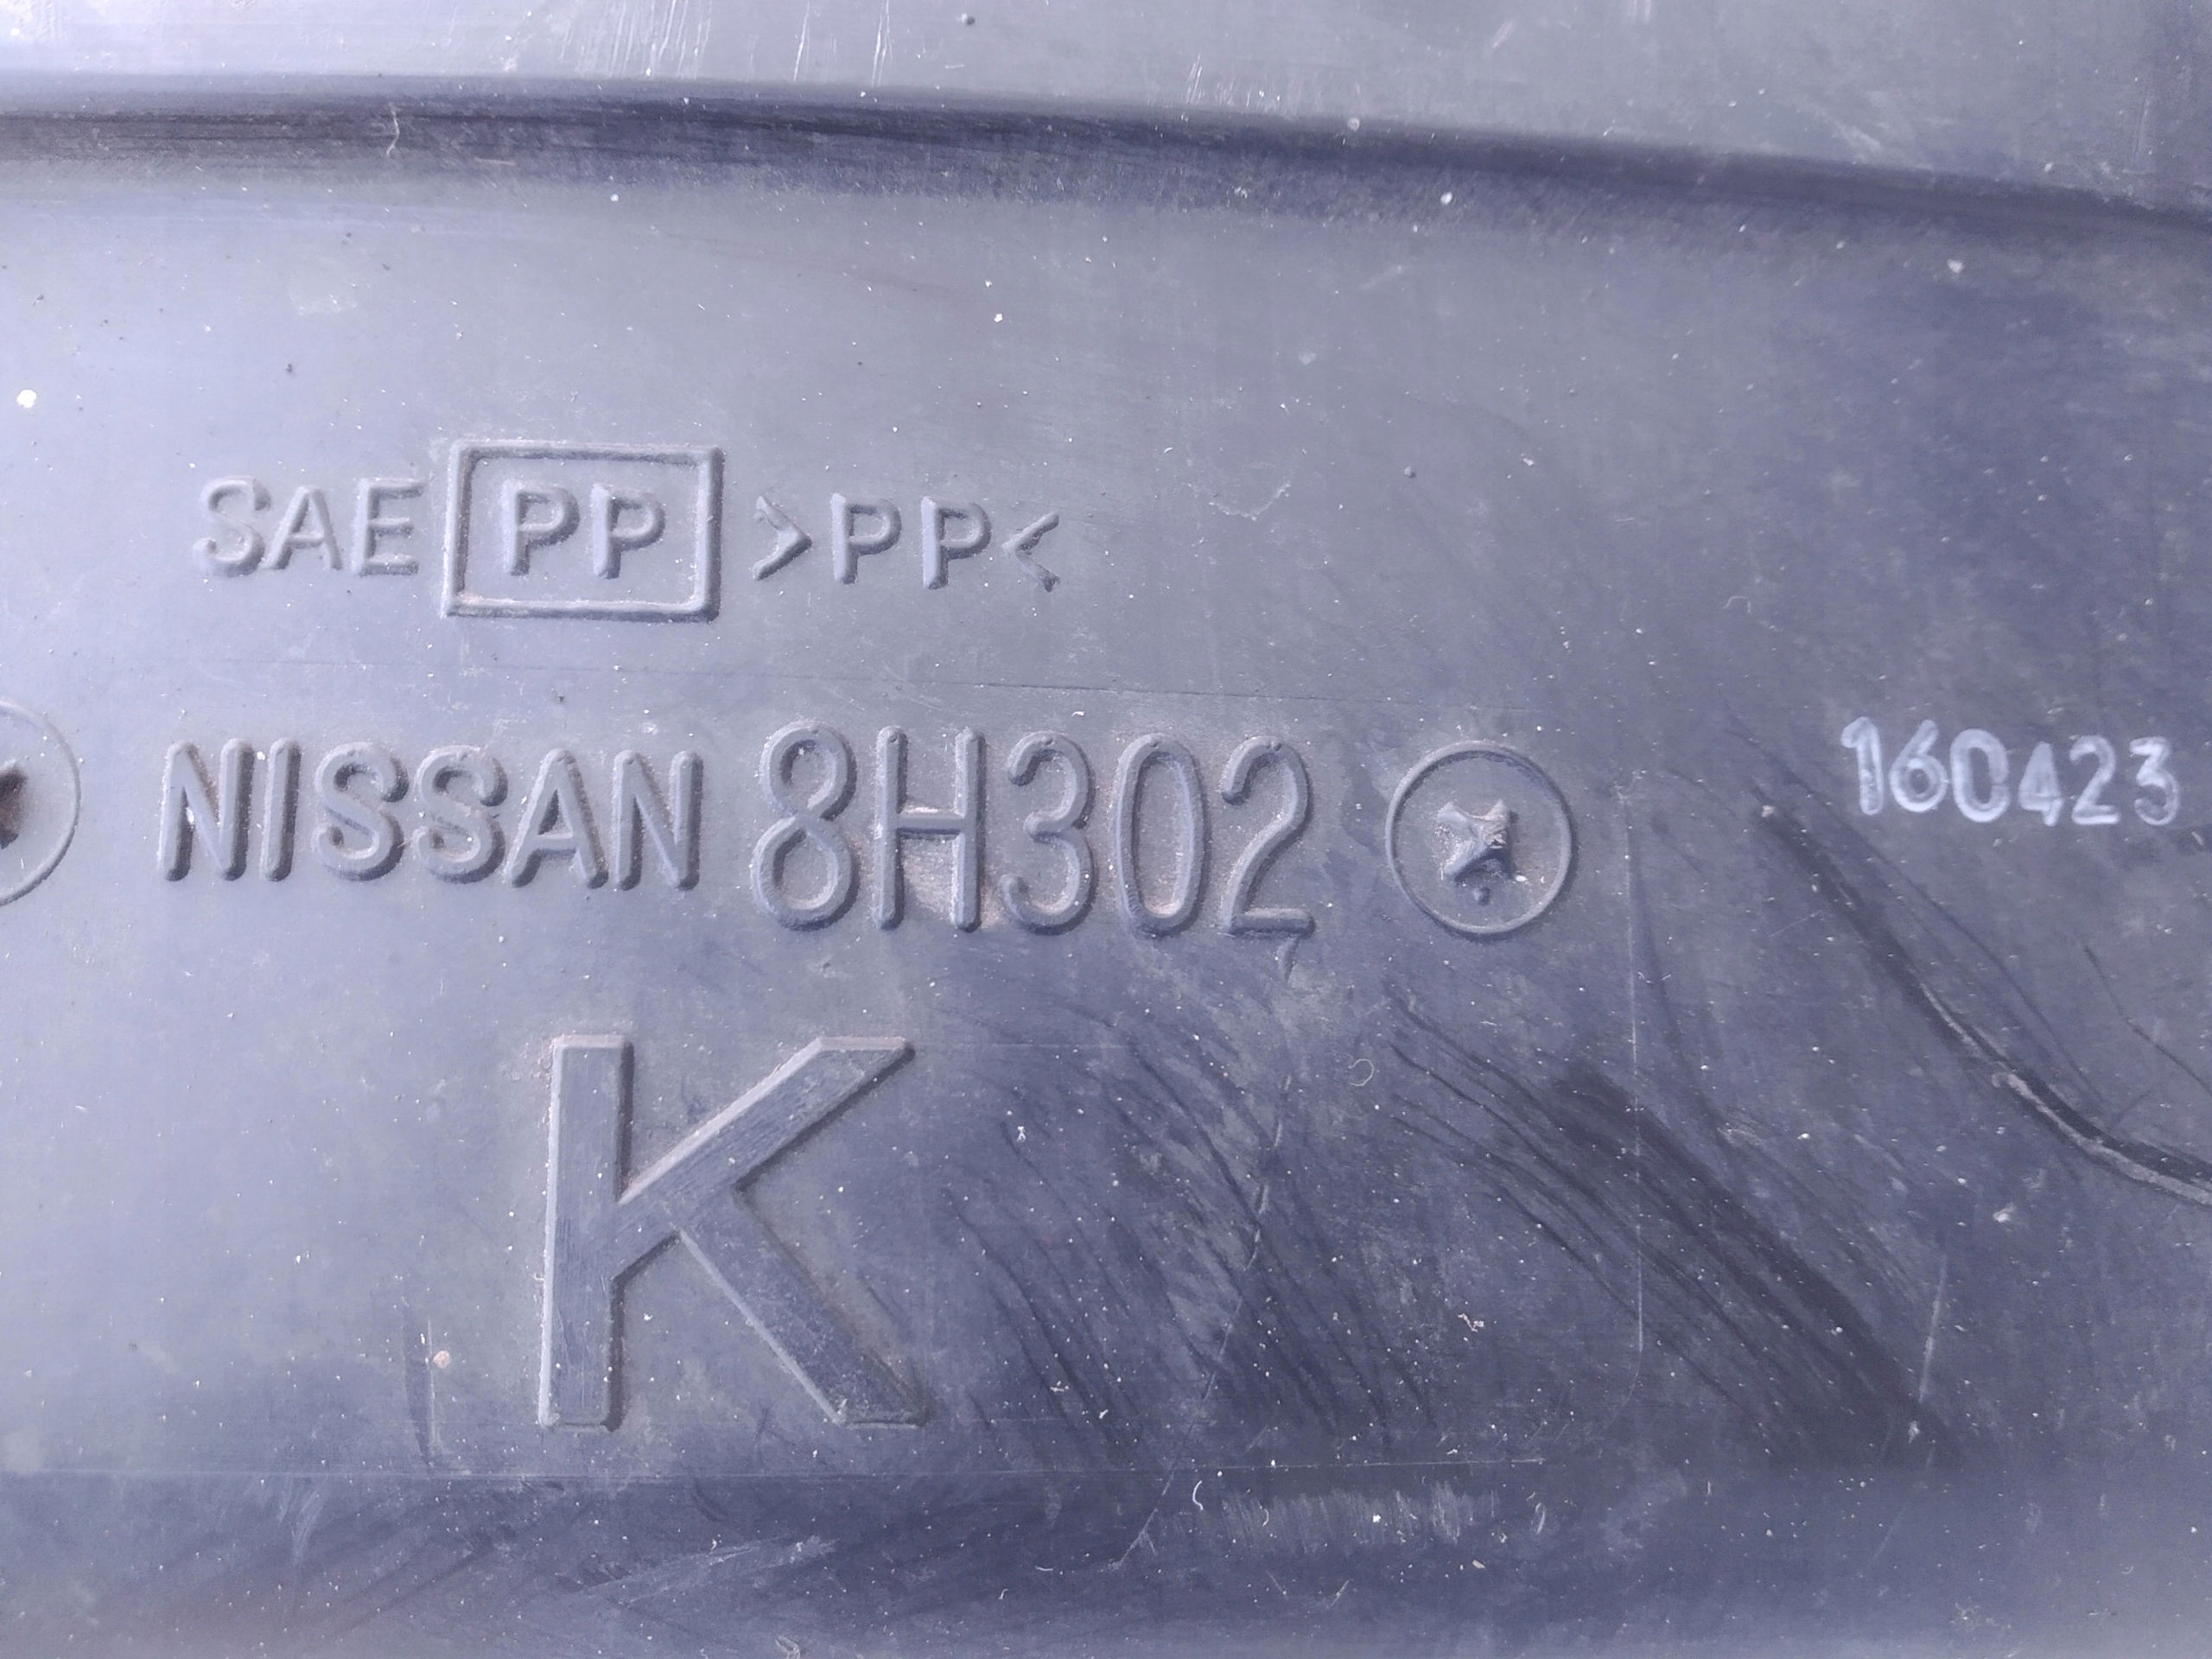 SAE PP >PP<
NISSAN 8H302
160423
K